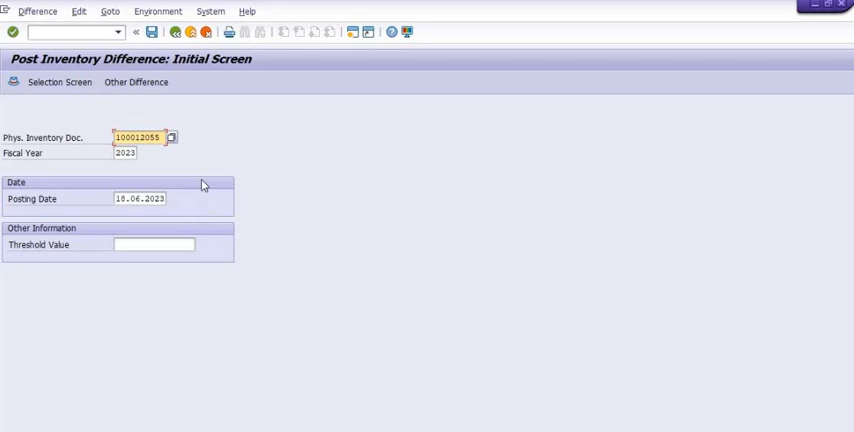 Difference Edit Goto Environment System Help
Post Inventory Difference: Initial Screen
Selection Screen Other Difference
Phys. Inventory Doc. 100012055
Fiscal Year 2023
Date
Posting Date 18.06.2023
Other Information
Threshold Value